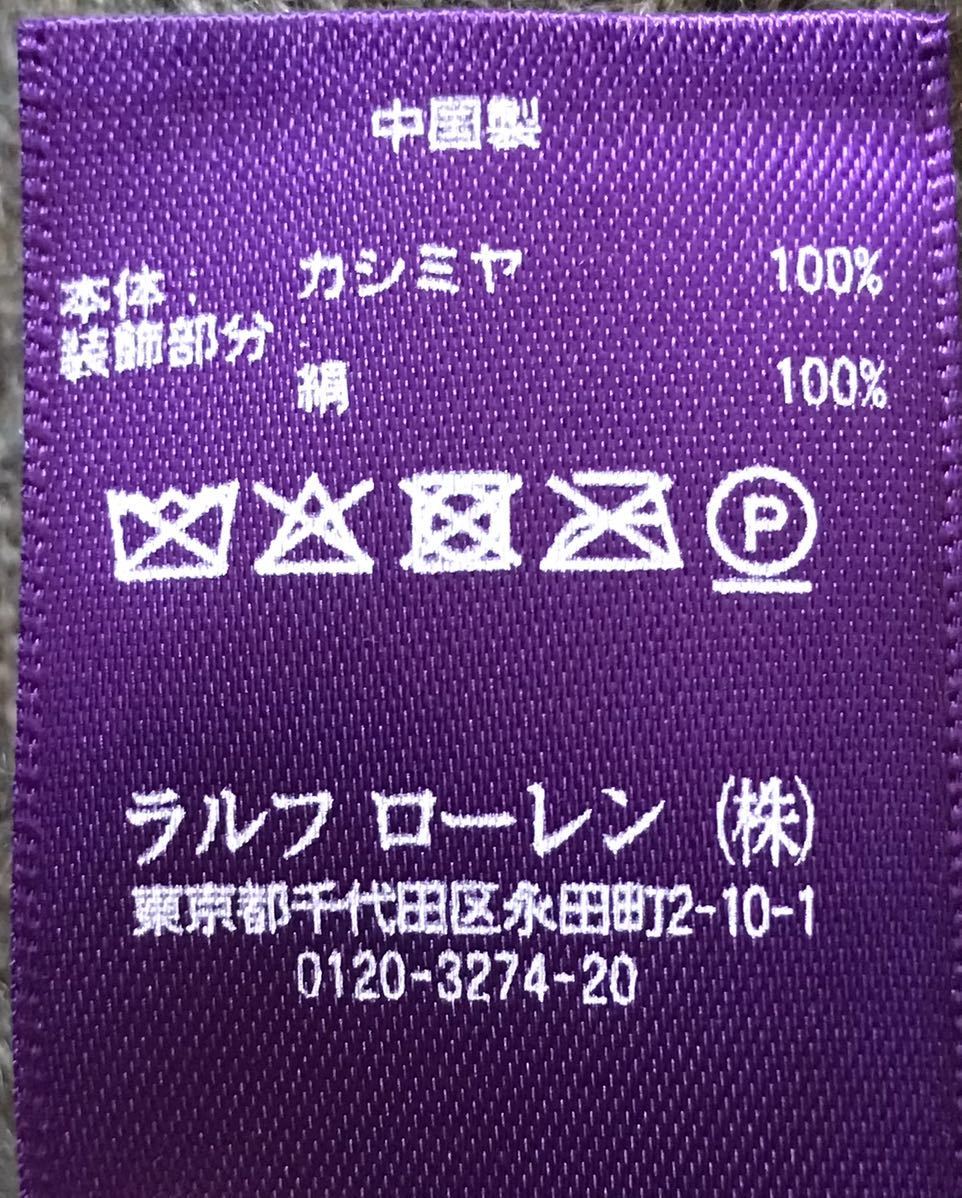 中国製
本体: カシミヤ 100%
装飾部分:
絹 100%
P
ラルフ ローレン (株)
東京都千代田区永田町2-10-1
0120-3274-20